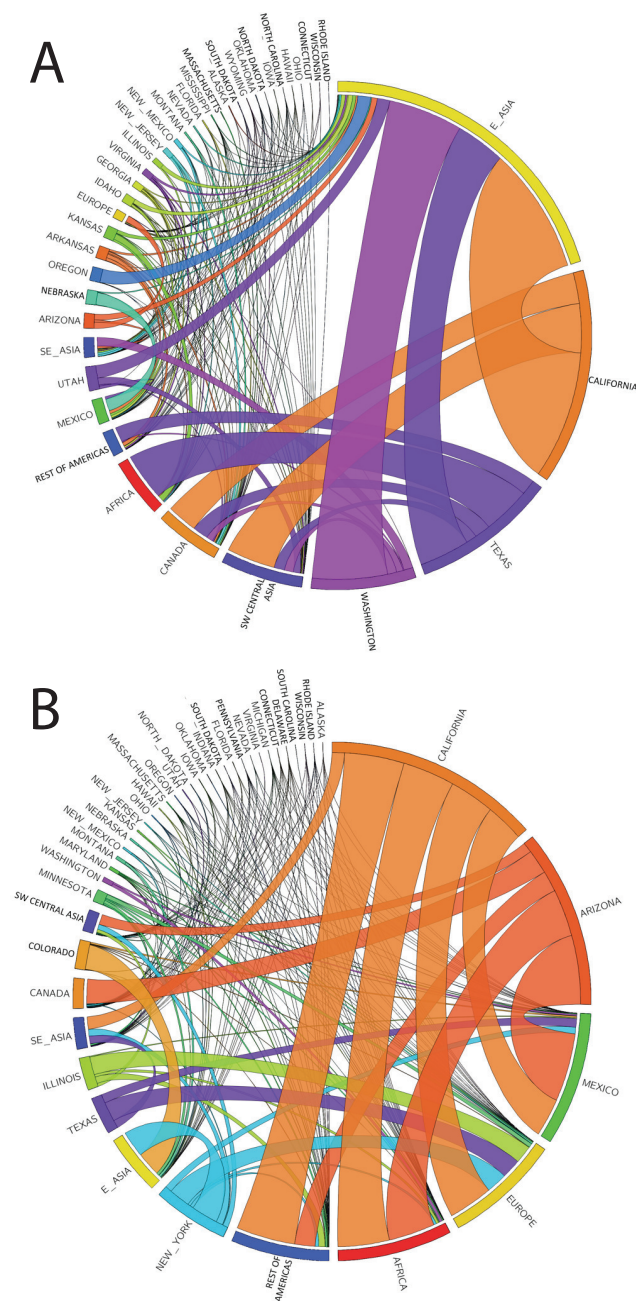 A
RHODE ISLAND
WISCONSIN
CONNECTICUT
OHIO
HAWAII
NORTH CAROLINA
IOWA
NORTH DAKOTA
OKLAHOMA
WYOMING
SOUTH DAKOTA
ALASKA
MASSACHUSETTS
MISSISSIPPI
FLORIDA
NEVADA
MONTANA
NEW_MEXICO
NEW_JERSEY
ILLINOIS
VIRGINIA
GEORGIA
IDAHO
EUROPE
KANSAS
ARKANSAS
OREGON
NEBRASKA
ARIZONA
SE_ASIA
UTAH
MEXICO
REST OF AMERICAS
AFRICA
CANADA
SW CENTRAL
ASIA
WASHINGTON
TEXAS
CALIFORNIA
E_ASIA
B
ALASKA
RHODE ISLAND
WISCONSIN
SOUTH CAROLINA
DELAWARE
CONNECTICUT
MICHIGAN
VIRGINIA
NEVADA
PENNSYLVANIA
FLORIDA
INDIANA
SOUTH DAKOTA
OKLAHOMA
IOWA
UTAH
NORTH_DAKOTA
OREGON
MASSACHUSETTS
HAWAII
OHIO
NEW_JERSEY
KANSAS
NEBRASKA
NEW_MEXICO
MONTANA
MARYLAND
WASHINGTON
MINNESOTA
SW CENTRAL ASIA
COLORADO
CANADA
SE_ASIA
ILLINOIS
TEXAS
E_ASIA
NEW_YORK
REST OF
AMERICAS
AFRICA
EUROPE
MEXICO
ARIZONA
CALIFORNIA